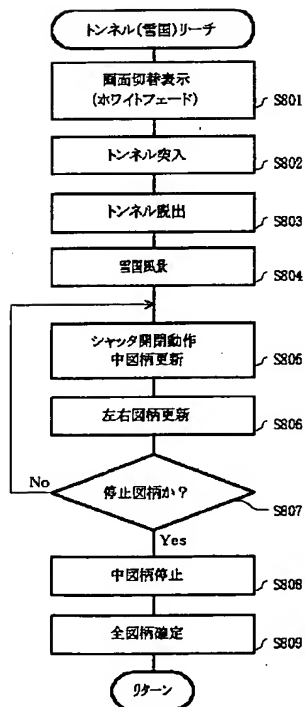 トンネル(雪国)リーチ
画面切替表示
(ホワイトフェード)
S801
トンネル突入
S802
トンネル脱出
S803
雪国風景
S804
シャッタ開閉動作
中図柄更新
S805
左右図柄更新
S806
No
停止図柄か?
S807
Yes
中図柄停止
S808
全図柄確定
S809
リターン